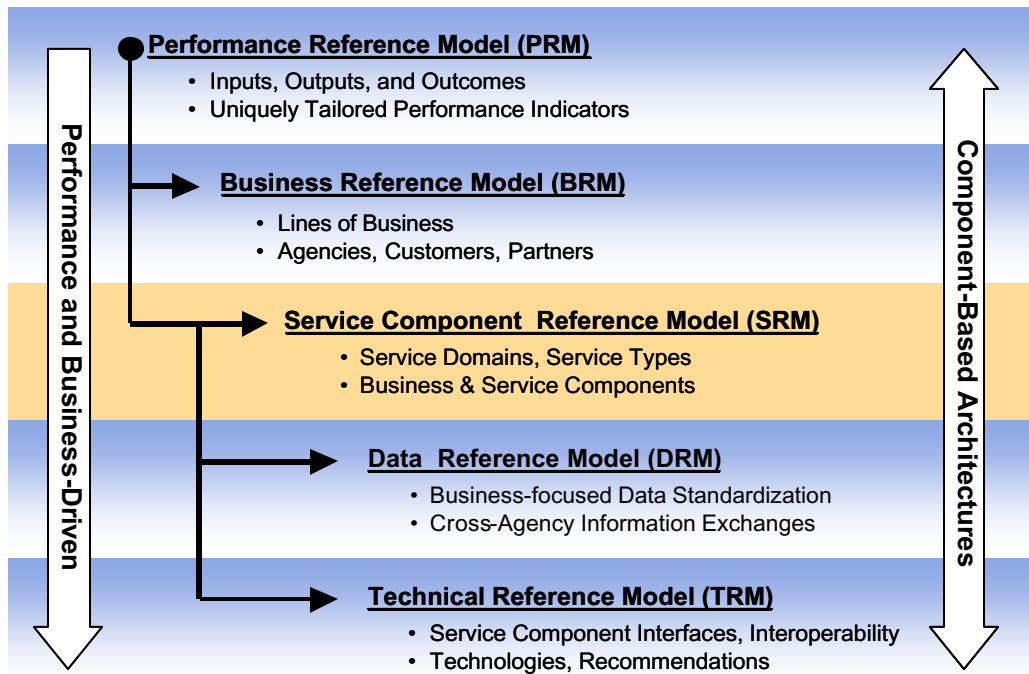 Performance Reference Model (PRM)
• Inputs, Outputs, and Outcomes
• Uniquely Tailored Performance Indicators
Business Reference Model (BRM)
• Lines of Business
• Agencies, Customers, Partners
Service Component Reference Model (SRM)
• Service Domains, Service Types
• Business & Service Components
Data Reference Model (DRM)
• Business-focused Data Standardization
• Cross-Agency Information Exchanges
Technical Reference Model (TRM)
• Service Component Interfaces, Interoperability
• Technologies, Recommendations
Performance and Business-Driven
Component-Based Architectures